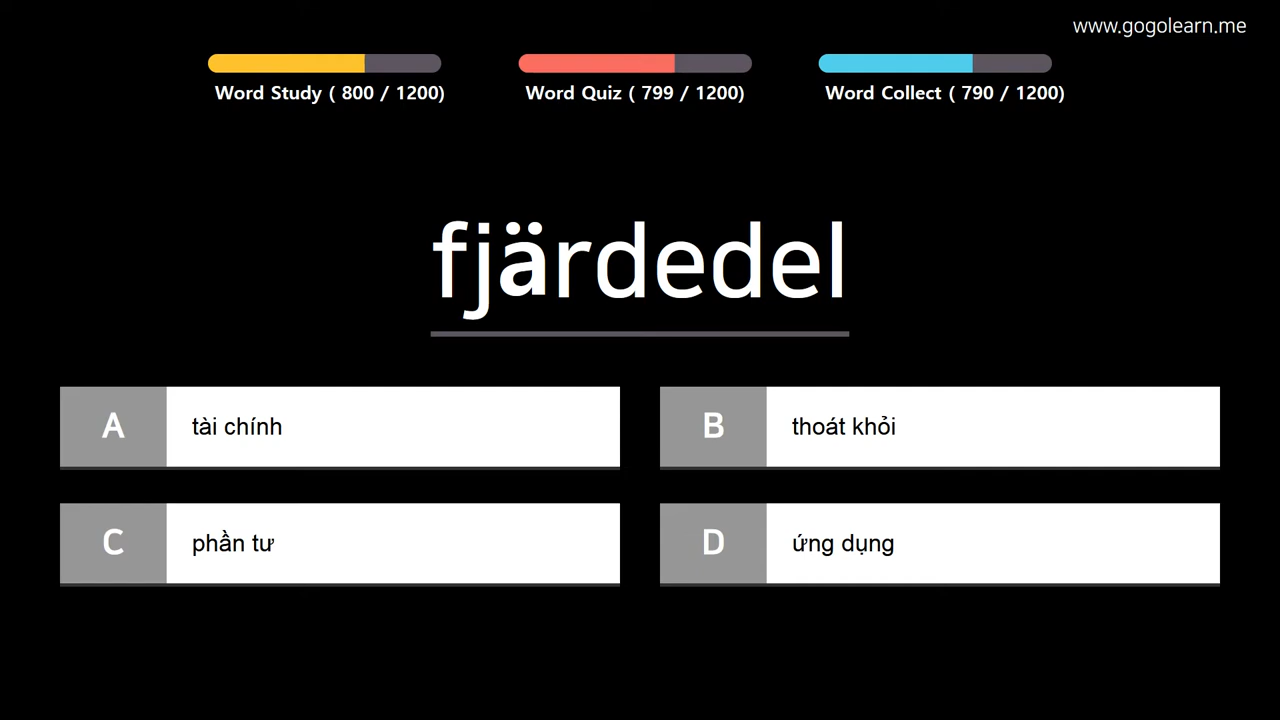 www.gogolearn.me
Word Study ( 800 / 1200)
Word Quiz ( 799 / 1200)
Word Collect ( 790 / 1200)
fjärdedel
A tài chính
B thoát khỏi
C phần tư
D ứng dụng